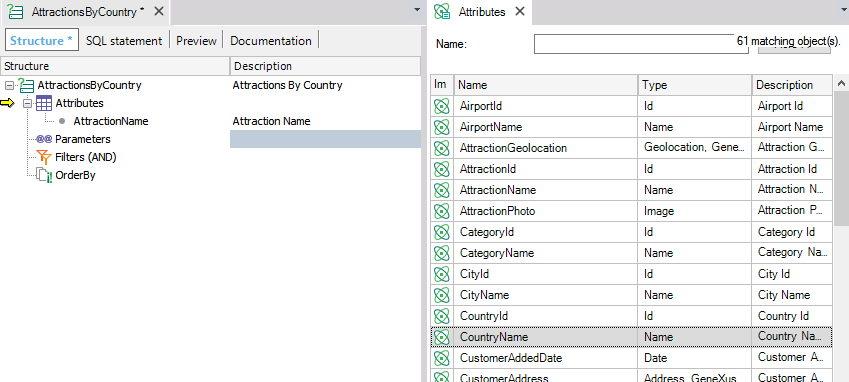 AttractionsByCountry *
Structure * SQL statement Preview Documentation
Structure Description
AttractionsByCountry Attractions By Country
Attributes
AttractionName Attraction Name
Parameters
Filters (AND)
OrderBy
Attributes
Name: 61 matching object(s).
Im Name Type Description
AirportId Id Airport Id
AirportName Name Airport Name
AttractionGeolocation Geolocation, Gene... Attraction G...
AttractionId Id Attraction Id
AttractionName Name Attraction N...
AttractionPhoto Image Attraction P...
CategoryId Id Category Id
CategoryName Name Category Na...
CityId Id City Id
CityName Name City Name
CountryId Id Country Id
CountryName Name Country Na...
CustomerAddedDate Date Customer A...
CustomerAddress Address, GeneXus Customer A...